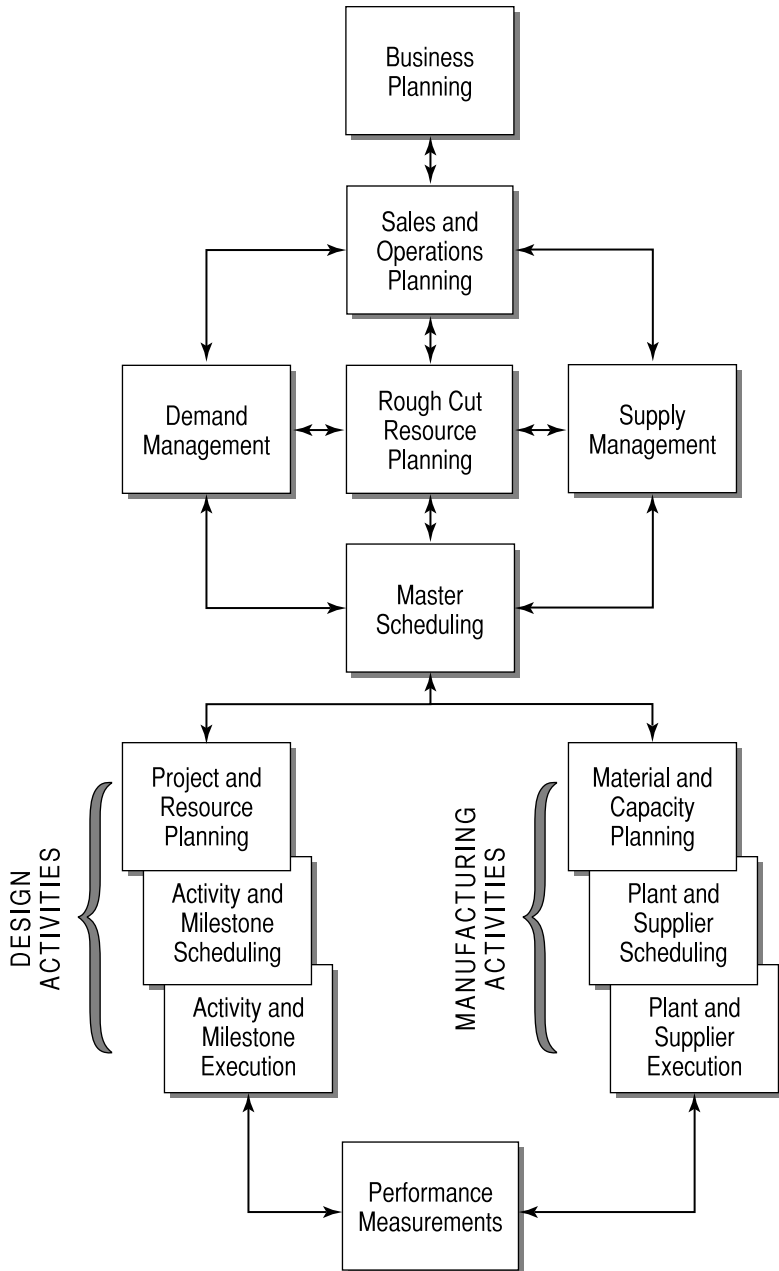 Business
Planning
Sales and
Operations
Planning
Demand
Management
Rough Cut
Resource
Planning
Supply
Management
Master
Scheduling
DESIGN
ACTIVITIES
Project and
Resource
Planning
Activity and
Milestone
Scheduling
Activity and
Milestone
Execution
MANUFACTURING
ACTIVITIES
Material and
Capacity
Planning
Plant and
Supplier
Scheduling
Plant and
Supplier
Execution
Performance
Measurements